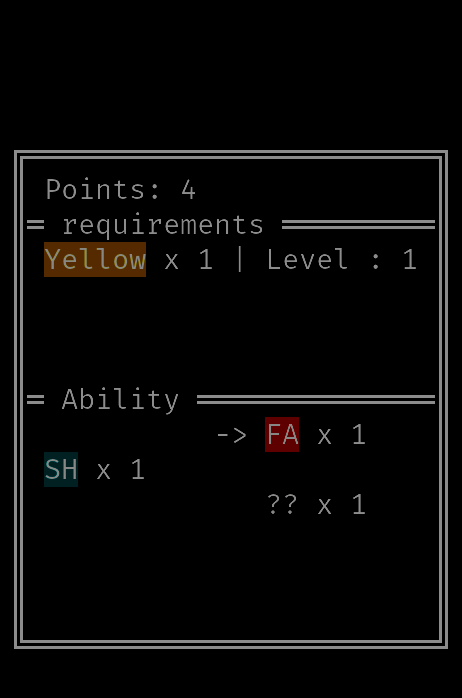 Points: 4
requirements
Yellow x 1 | Level : 1
Ability
-> FA x 1
SH x 1
?? x 1